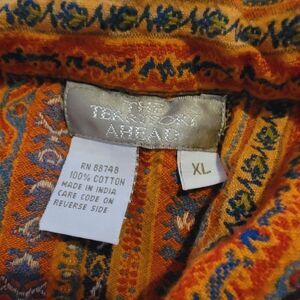 THE
TERRITORY
AHEAD
RN 88748
100% COTTON
MADE IN INDIA
CARE CODE ON
REVERSE SIDE
XL